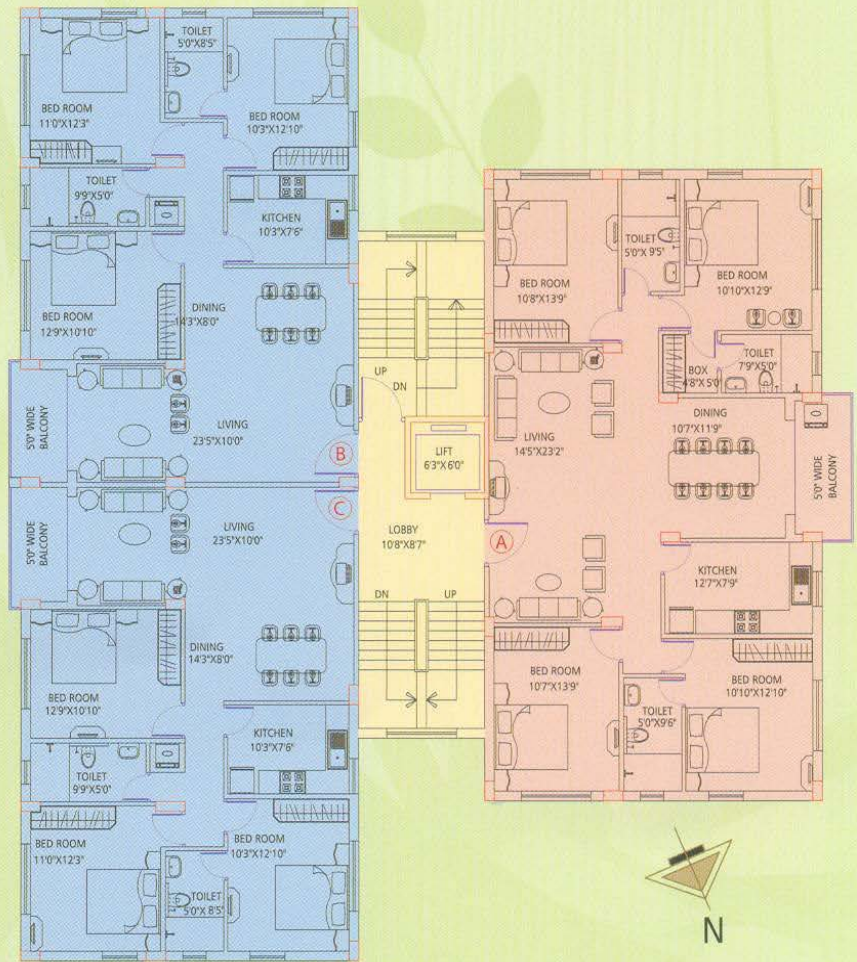 TOILET
5'0"X8'5"
BED ROOM
11'0"X12'3"
BED ROOM
10'3"X12'10"
TOILET
9'9"X5'0"
KITCHEN
10'3"X7'6"
BED ROOM
12'9"X10'10"
DINING
14'3"X8'0"
5'0" WIDE
BALCONY
LIVING
23'5"X10'0"
B
UP
DN
LIFT
6'3"X6'0"
LOBBY
10'8"X8'7"
DN
UP
5'0" WIDE
BALCONY
LIVING
23'5"X10'0"
C
DINING
14'3"X8'0"
BED ROOM
12'9"X10'10"
KITCHEN
10'3"X7'6"
TOILET
9'9"X5'0"
BED ROOM
11'0"X12'3"
BED ROOM
10'3"X12'10"
TOILET
5'0"X 8'5"
BED ROOM
10'8"X13'9"
TOILET
5'0"X 9'5"
BED ROOM
10'10"X12'9"
BOX
4'8"X 5'0"
TOILET
7'9"X5'0"
LIVING
14'5"X23'2"
DINING
10'7"X11'9"
5'0" WIDE
BALCONY
A
KITCHEN
12'7"X7'9"
BED ROOM
10'7"X13'9"
TOILET
5'0"X9'6"
BED ROOM
10'10"X12'10"
N